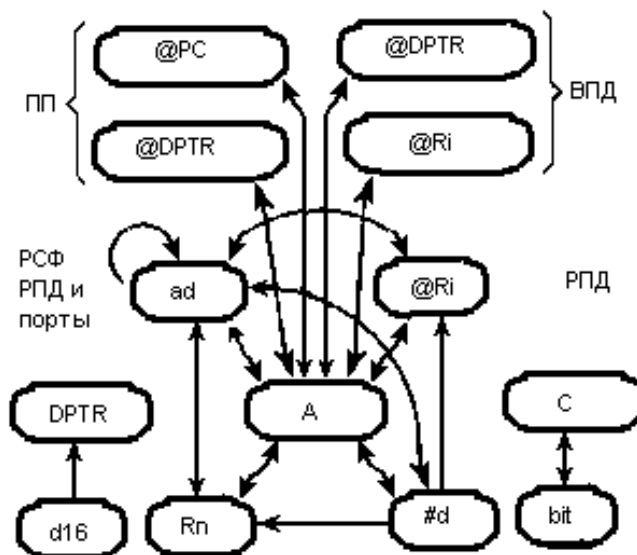 @PC
@DPTR
ПП
ВПД
@DPTR
@Ri
РСФ
РПД и
порты
ad
@Ri
РПД
DPTR
A
C
d16
Rn
#d
bit